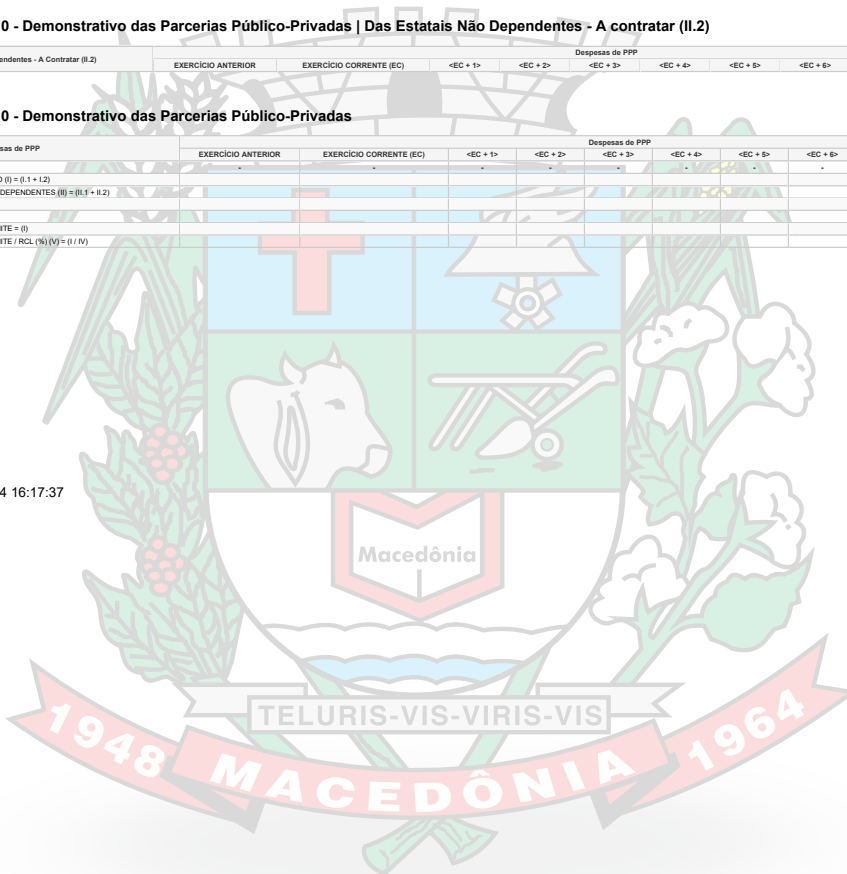 0 - Demonstrativo das Parcerias Público-Privadas | Das Estatais Não Dependentes - A contratar (II.2)
endentes - A Contratar (II.2)
Despesas de PPP
EXERCÍCIO ANTERIOR EXERCÍCIO CORRENTE (EC) <EC + 1> <EC + 2> <EC + 3> <EC + 4> <EC + 5> <EC + 6>
0 - Demonstrativo das Parcerias Público-Privadas
sas de PPP
Despesas de PPP
EXERCÍCIO ANTERIOR EXERCÍCIO CORRENTE (EC) <EC + 1> <EC + 2> <EC + 3> <EC + 4> <EC + 5> <EC + 6>
- - - - - - - -
O (I) = (I.1 + I.2)
DEPENDENTES (II) = (II.1 + II.2)
ITE = (I)
ITE / RCL (%) (V) = (I / IV)
4 16:17:37
Macedônia
TELURIS-VIS-VIRIS-VIS
1948 MACEDÔNIA 1964